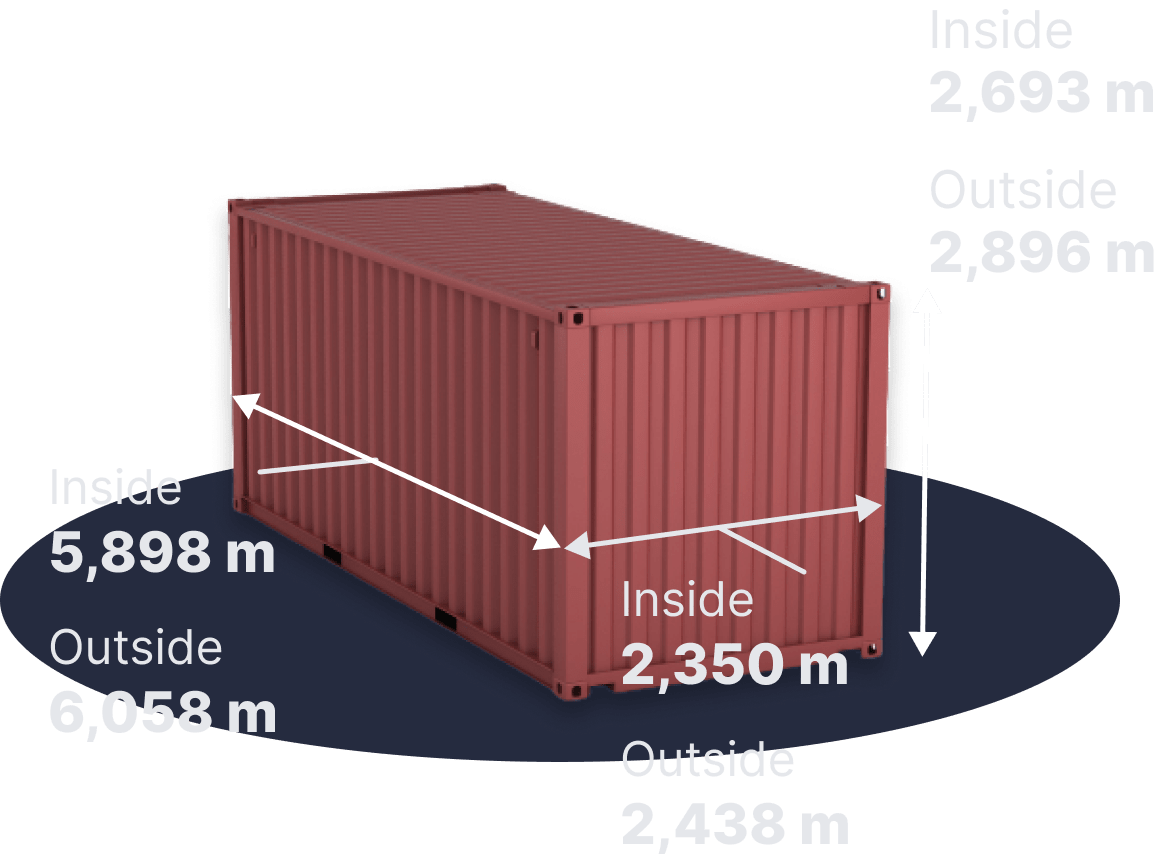 Inside
2,693 m
Outside
2,896 m
Inside
5,898 m
Outside
6,058 m
Inside
2,350 m
Outside
2,438 m